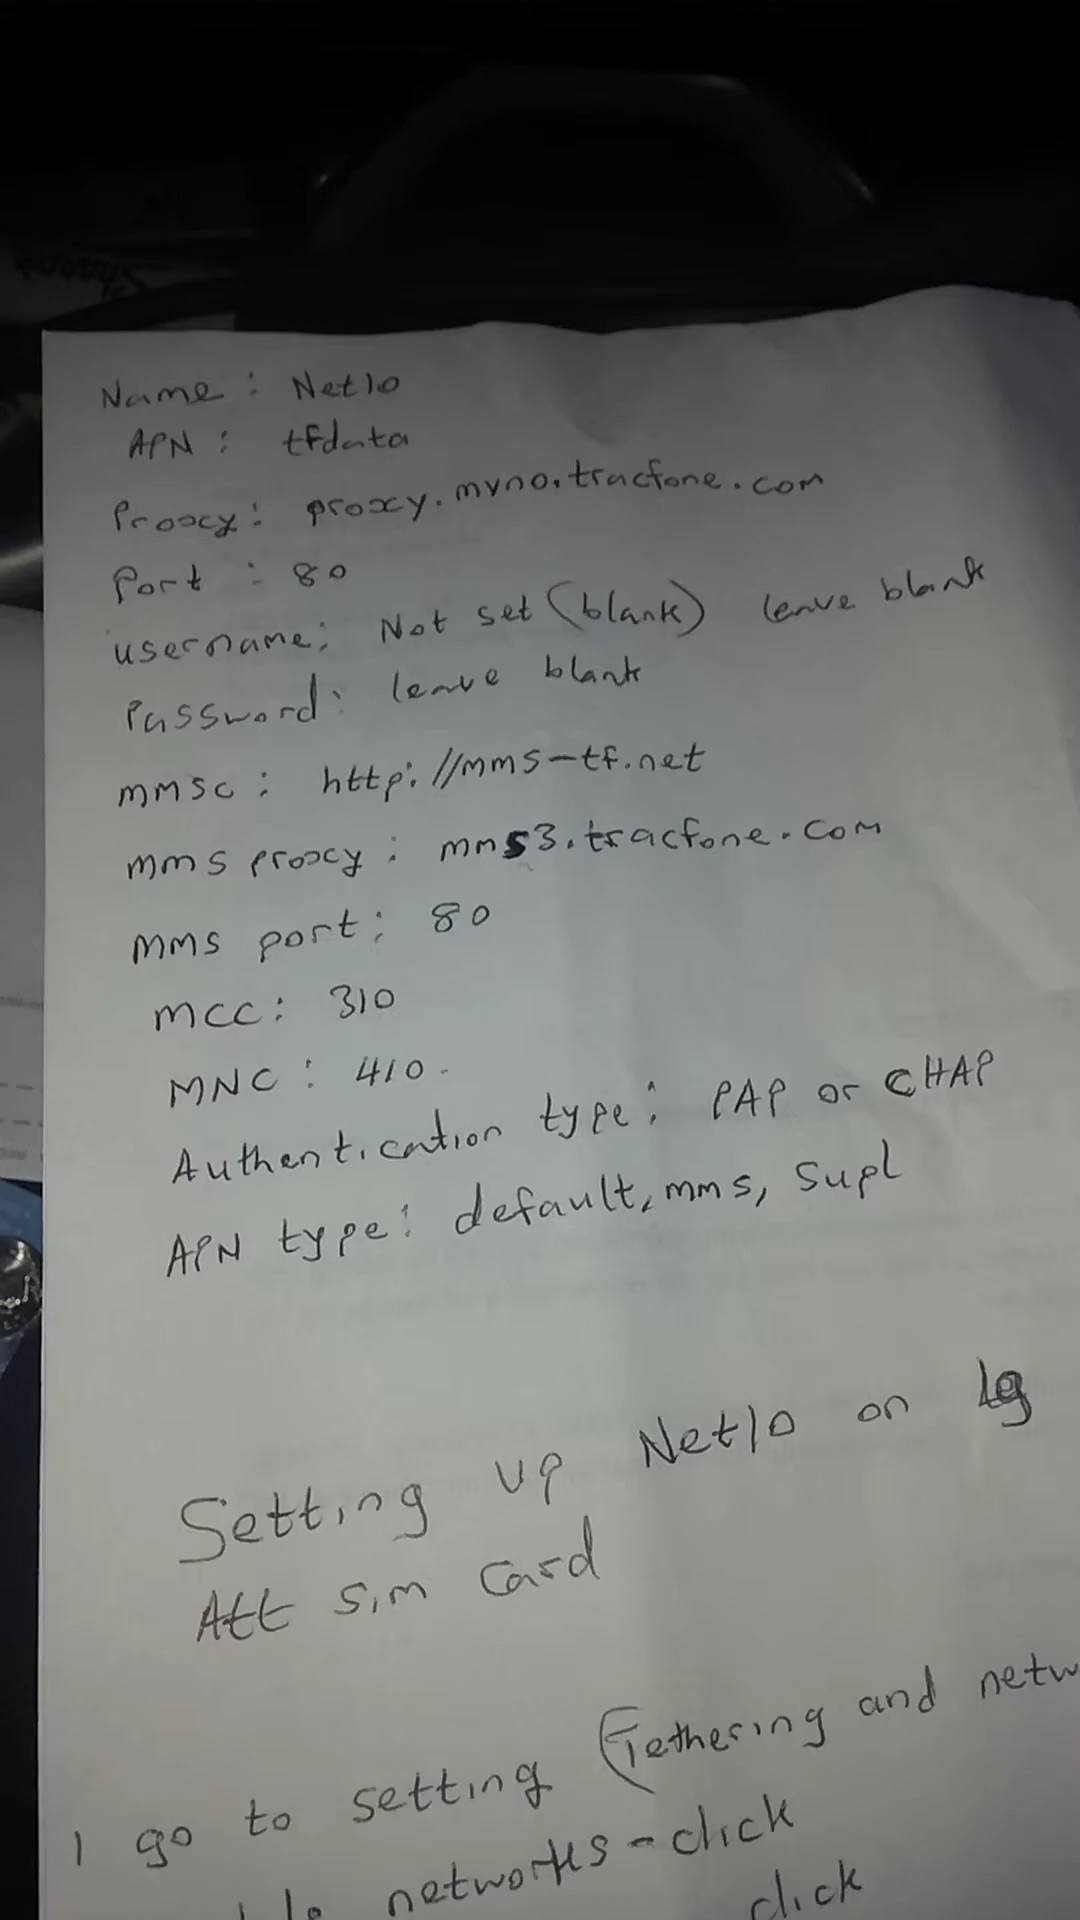 Name: Net10
APN: tfdata
Proxy: proxy.mvno.tracfone.com
Port: 80
username: Not set (blank) leave blank
Password: leave blank
mmsc: http://mms-tf.net
mms proxy: mms3.tracfone.com
mms port: 80
MCC: 310
MNC: 410.
Authentication type: PAP or CHAP
APN type: default, mms, Supl
Setting up Net10 on lg
Att sim card
1 go to setting (Tethering and netw
networks - click
click